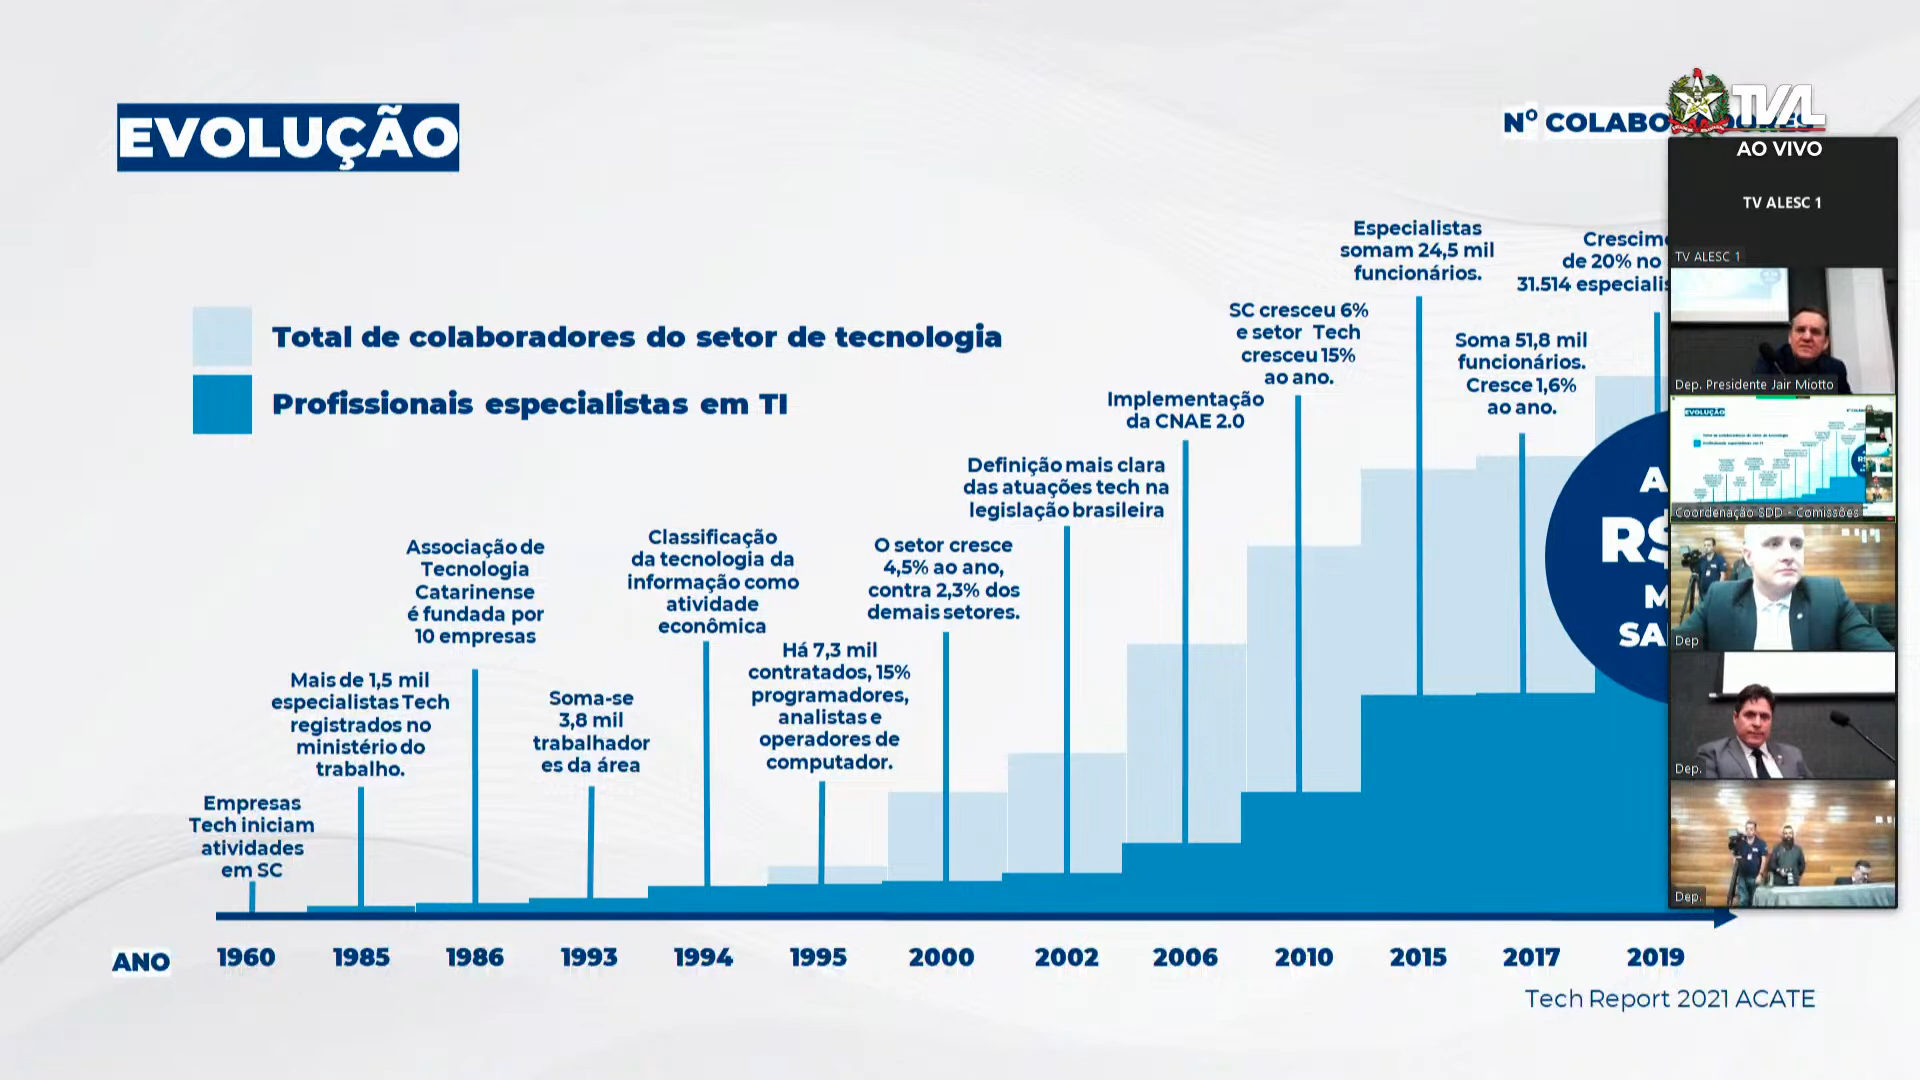 EVOLUÇÃO
Nº COLABO
TVAL
AO VIVO
TV ALESC 1
TV ALESC 1
Total de colaboradores do setor de tecnologia
Profissionais especialistas em TI
Empresas
Tech iniciam
atividades
em SC
Mais de 1,5 mil
especialistas Tech
registrados no
ministério do
trabalho.
Associação de
Tecnologia
Catarinense
é fundada por
10 empresas
Soma-se
3,8 mil
trabalhador
es da área
Classificação
da tecnologia da
informação como
atividade
econômica
Há 7,3 mil
contratados, 15%
programadores,
analistas e
operadores de
computador.
O setor cresce
4,5% ao ano,
contra 2,3% dos
demais setores.
Definição mais clara
das atuações tech na
legislação brasileira
Implementação
da CNAE 2.0
SC cresceu 6%
e setor Tech
cresceu 15%
ao ano.
Especialistas
somam 24,5 mil
funcionários.
Soma 51,8 mil
funcionários.
Cresce 1,6%
ao ano.
Crescim
de 20% no
31.514 especialis
R$
SA
Dep. Presidente Jair Miotto
EVOLUÇÃO
Coordenação SDD - Comissões
Dep
Dep.
Dep.
ANO 1960 1985 1986 1993 1994 1995 2000 2002 2006 2010 2015 2017 2019
Tech Report 2021 ACATE